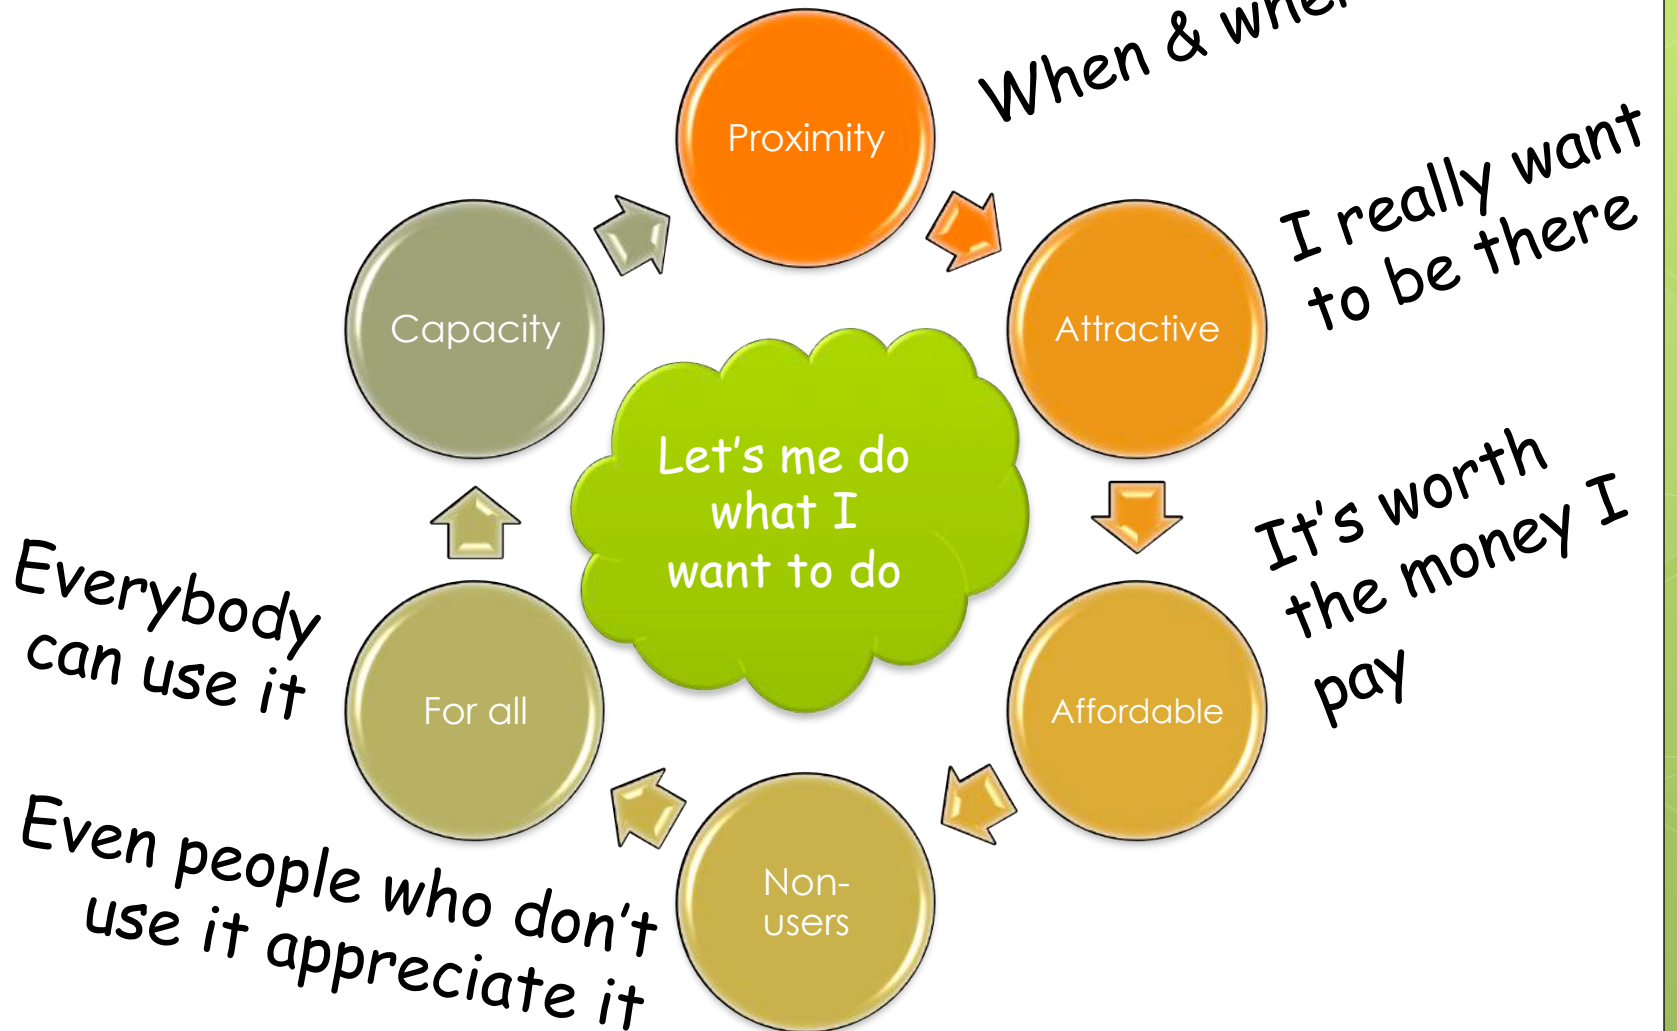 When &
Proximity
I really want
to be there
Attractive
Capacity
Let's me do
what I
want to do
It's worth
the money I
pay
Everybody
can use it
For all
Affordable
Even people who don't
use it appreciate it
Non-
users